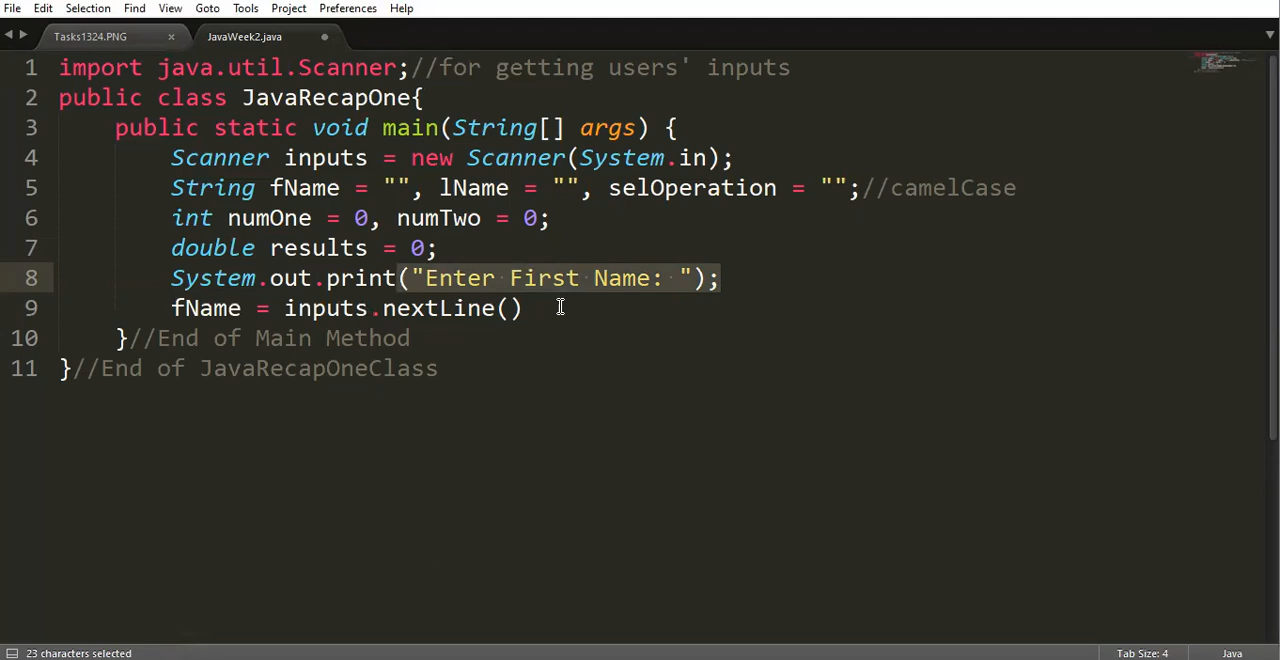 File Edit Selection Find View Goto Tools Project Preferences Help
Tasks1324.PNG × JavaWeek2.java
1 import java.util.Scanner;//for getting users' inputs
2 public class JavaRecapOne{
3 public static void main(String[] args) {
4 Scanner inputs = new Scanner(System.in);
5 String fName = "", lName = "", selOperation = "";//camelCase
6 int numOne = 0, numTwo = 0;
7 double results = 0;
8 System.out.print("Enter First Name: ");
9 fName = inputs.nextLine()
10 }//End of Main Method
11 }//End of JavaRecapOneClass
23 characters selected Tab Size: 4 Java